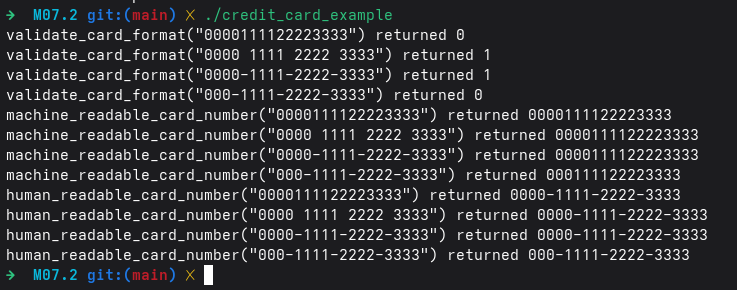 ➜ M07.2 git:(main) ✗ ./credit_card_example
validate_card_format("0000111122223333") returned 0
validate_card_format("0000 1111 2222 3333") returned 1
validate_card_format("0000-1111-2222-3333") returned 1
validate_card_format("000-1111-2222-3333") returned 0
machine_readable_card_number("0000111122223333") returned 0000111122223333
machine_readable_card_number("0000 1111 2222 3333") returned 0000111122223333
machine_readable_card_number("0000-1111-2222-3333") returned 0000111122223333
machine_readable_card_number("000-1111-2222-3333") returned 000111122223333
human_readable_card_number("0000111122223333") returned 0000-1111-2222-3333
human_readable_card_number("0000 1111 2222 3333") returned 0000-1111-2222-3333
human_readable_card_number("0000-1111-2222-3333") returned 0000-1111-2222-3333
human_readable_card_number("000-1111-2222-3333") returned 000-1111-2222-3333
➜ M07.2 git:(main) ✗